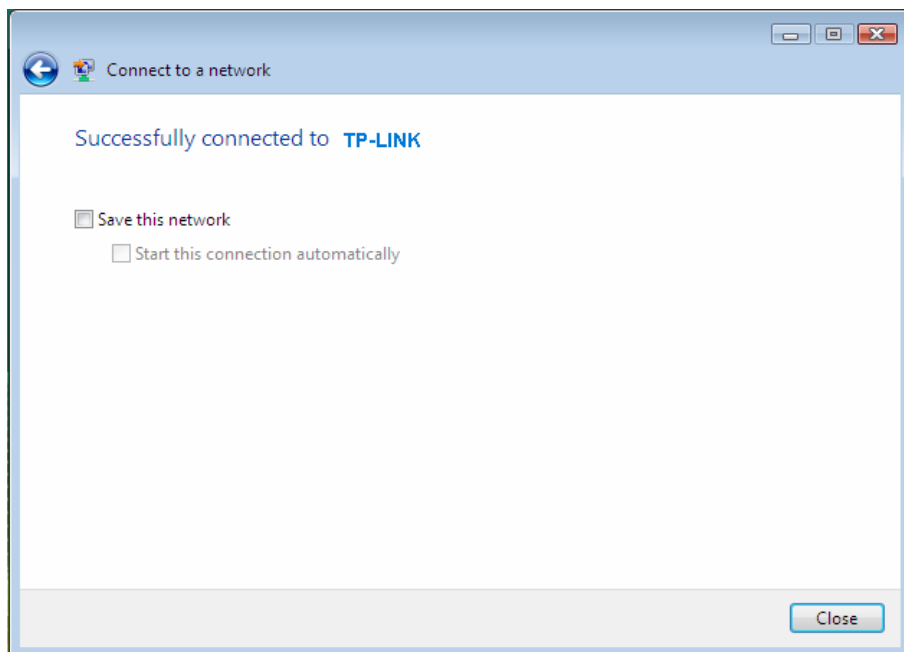 Connect to a network
Successfully connected to TP-LINK
Save this network
Start this connection automatically
Close